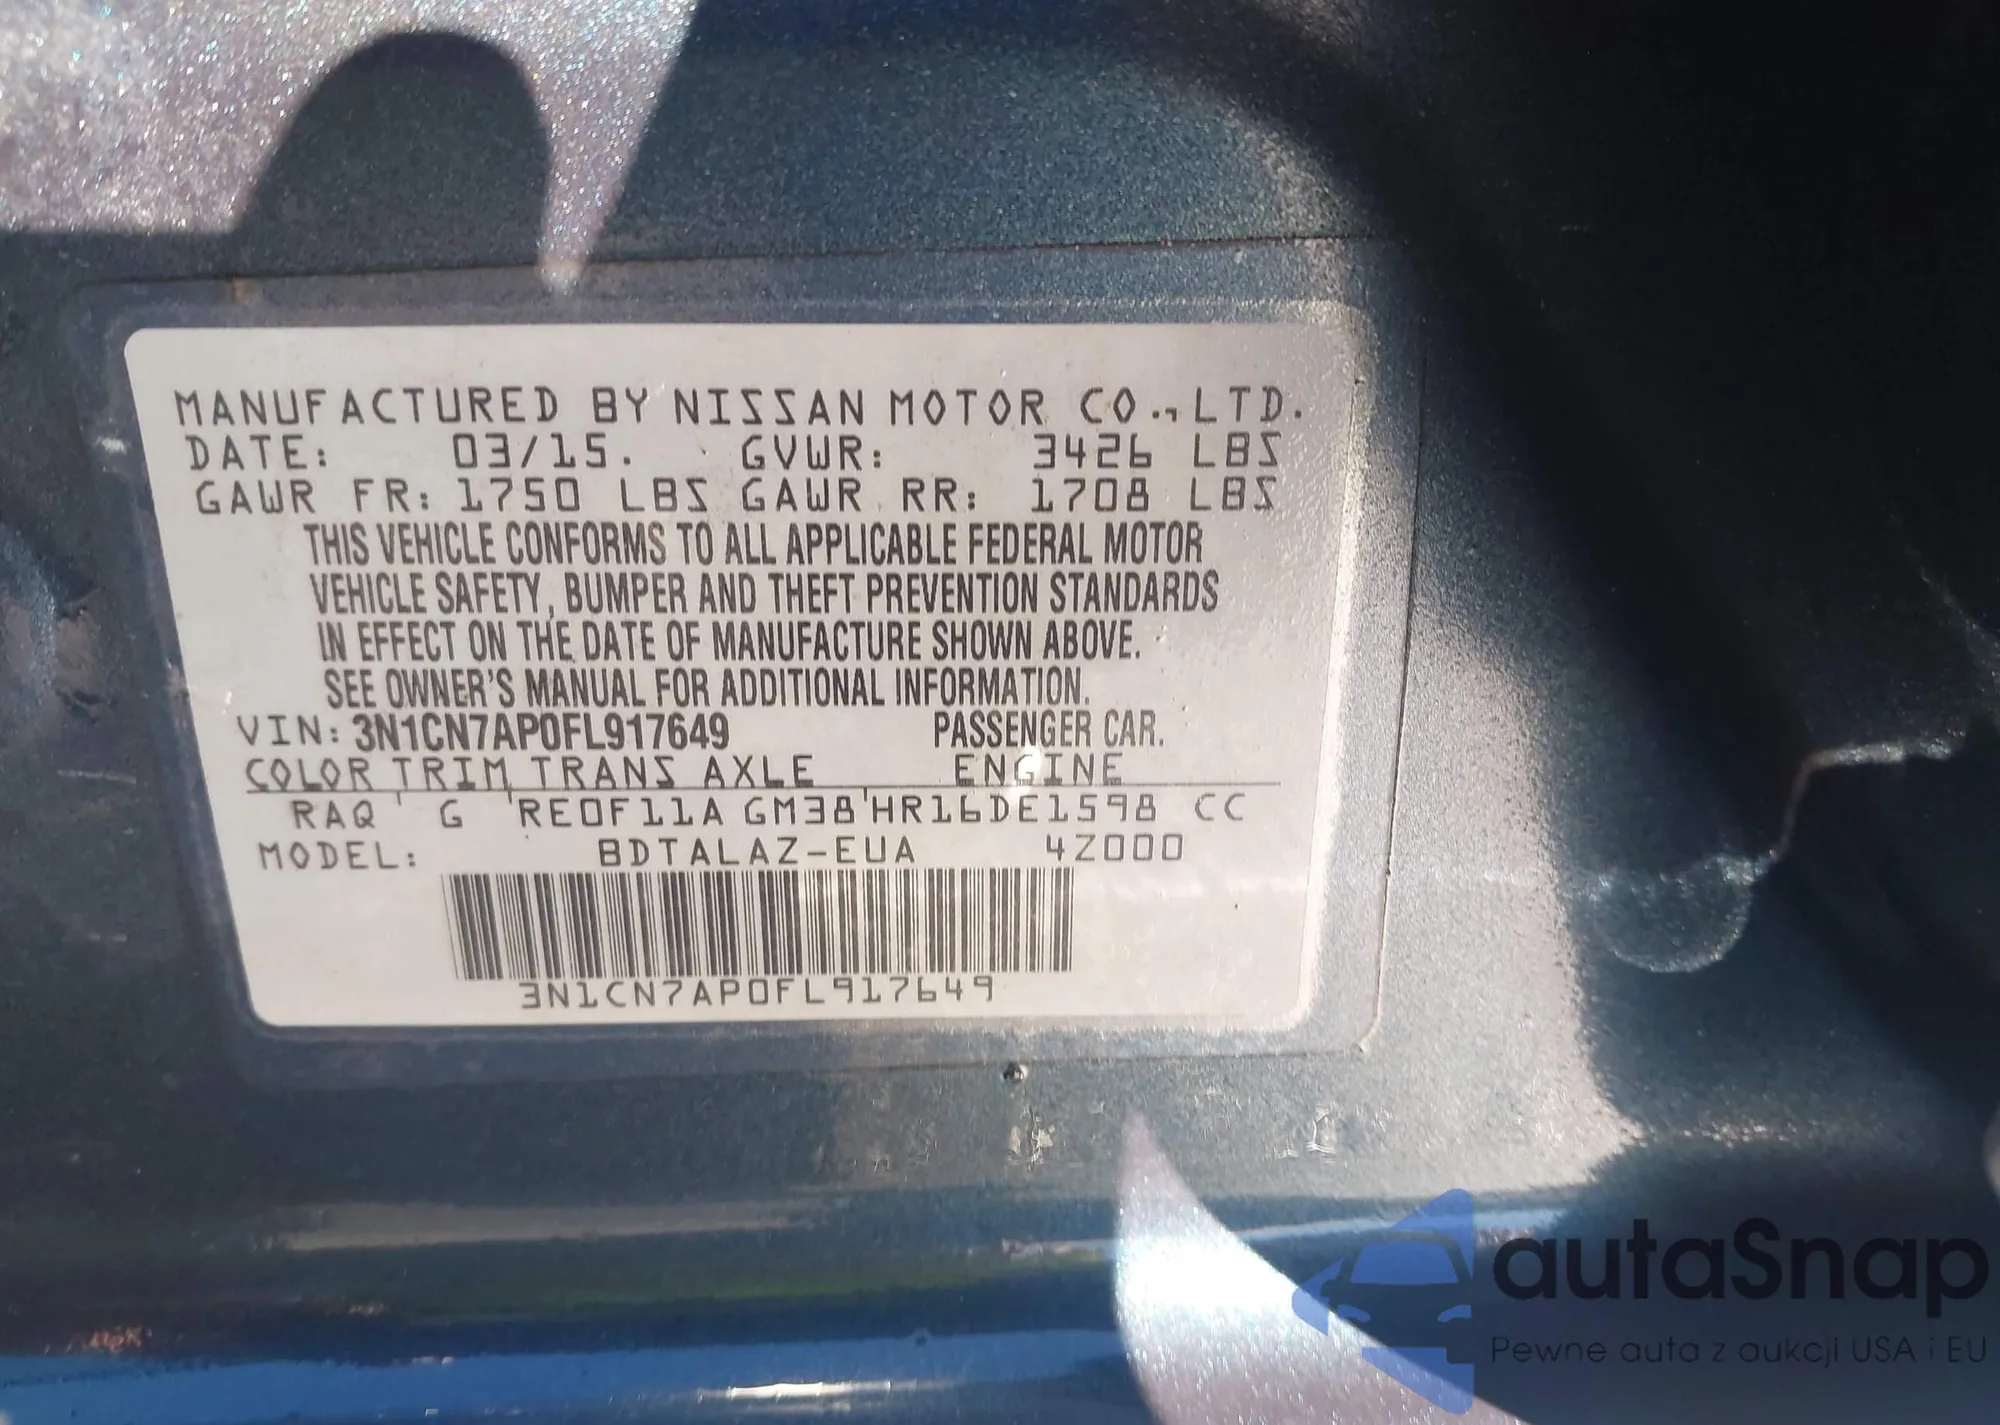 MANUFACTURED BY NISSAN MOTOR CO., LTD.
DATE: 03/15. GVWR: 3426 LBS
GAWR FR: 1750 LBS GAWR RR: 1708 LBS
THIS VEHICLE CONFORMS TO ALL APPLICABLE FEDERAL MOTOR
VEHICLE SAFETY, BUMPER AND THEFT PREVENTION STANDARDS
IN EFFECT ON THE DATE OF MANUFACTURE SHOWN ABOVE.
SEE OWNER'S MANUAL FOR ADDITIONAL INFORMATION.
VIN: 3N1CN7AP0FL917649 PASSENGER CAR.
COLOR TRIM TRANS AXLE ENGINE
RAQ ' G ' RE0F11A GM38 ' HR16DE1598 CC
MODEL: BDTALAZ-EUA 4Z000
3N1CN7AP0FL917649
autaSnap
Pewne auta z aukcji USA i EU